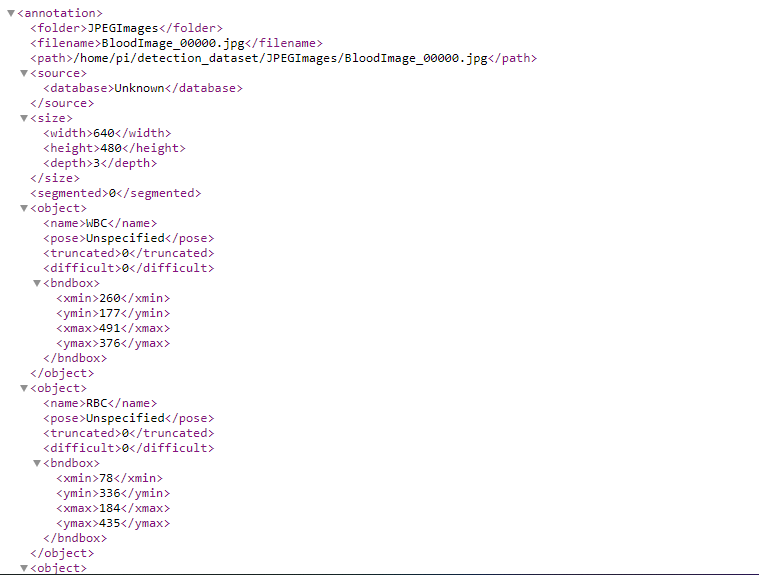 <annotation>
<folder>JPEGImages</folder>
<filename>BloodImage_00000.jpg</filename>
<path>/home/pi/detection_dataset/JPEGImages/BloodImage_00000.jpg</path>
<source>
<database>Unknown</database>
</source>
<size>
<width>640</width>
<height>480</height>
<depth>3</depth>
</size>
<segmented>0</segmented>
<object>
<name>WBC</name>
<pose>Unspecified</pose>
<truncated>0</truncated>
<difficult>0</difficult>
<bndbox>
<xmin>260</xmin>
<ymin>177</ymin>
<xmax>491</xmax>
<ymax>376</ymax>
</bndbox>
</object>
<object>
<name>RBC</name>
<pose>Unspecified</pose>
<truncated>0</truncated>
<difficult>0</difficult>
<bndbox>
<xmin>78</xmin>
<ymin>336</ymin>
<xmax>184</xmax>
<ymax>435</ymax>
</bndbox>
</object>
<object>